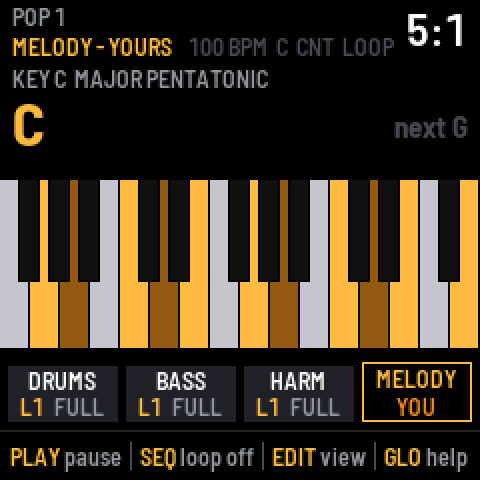 POP 1
MELODY - YOURS 100 BPM C CNT LOOP 5:1
KEY C MAJOR PENTATONIC
C next G
DRUMS BASS HARM MELODY
L1 FULL L1 FULL L1 FULL YOU
PLAY pause SEQ loop off EDIT view GLO help